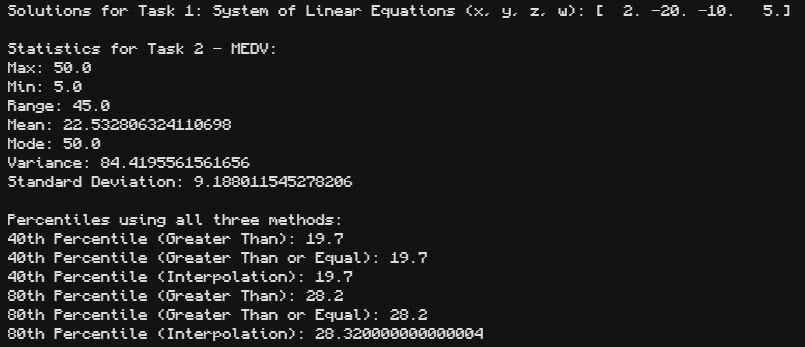 Solutions for Task 1: System of Linear Equations (x, y, z, w): [  2. -20. -10.   5.]
Statistics for Task 2 - MEDV:
Max: 50.0
Min: 5.0
Range: 45.0
Mean: 22.532806324110698
Mode: 50.0
Variance: 84.4195561561656
Standard Deviation: 9.188011545278206
Percentiles using all three methods:
40th Percentile (Greater Than): 19.7
40th Percentile (Greater Than or Equal): 19.7
40th Percentile (Interpolation): 19.7
80th Percentile (Greater Than): 28.2
80th Percentile (Greater Than or Equal): 28.2
80th Percentile (Interpolation): 28.320000000000004